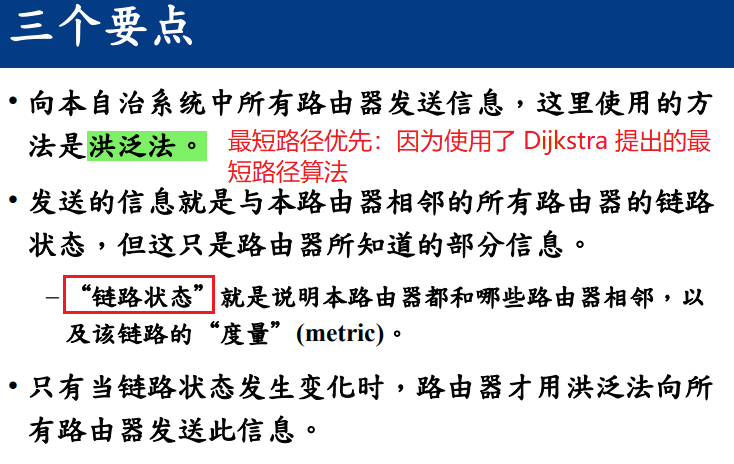 三个要点
• 向本自治系统中所有路由器发送信息，这里使用的方
法是洪泛法。
最短路径优先：因为使用了 Dijkstra 提出的最
短路径算法
• 发送的信息就是与本路由器相邻的所有路由器的链路
状态，但这只是路由器所知道的部分信息。
– “链路状态”就是说明本路由器都和哪些路由器相邻，以
及该链路的“度量”(metric)。
• 只有当链路状态发生变化时，路由器才用洪泛法向所
有路由器发送此信息。